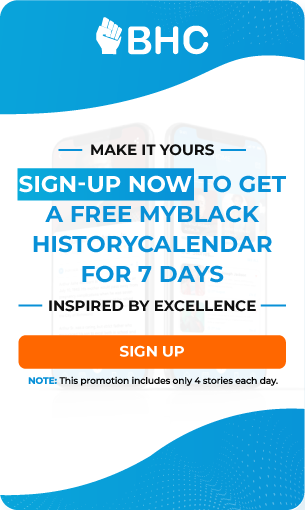 BHC
MAKE IT YOURS
SIGN-UP NOW TO GET
A FREE MYBLACK
HISTORYCALENDAR
FOR 7 DAYS
INSPIRED BY EXCELLENCE
SIGN UP
NOTE: This promotion includes only 4 stories each day.